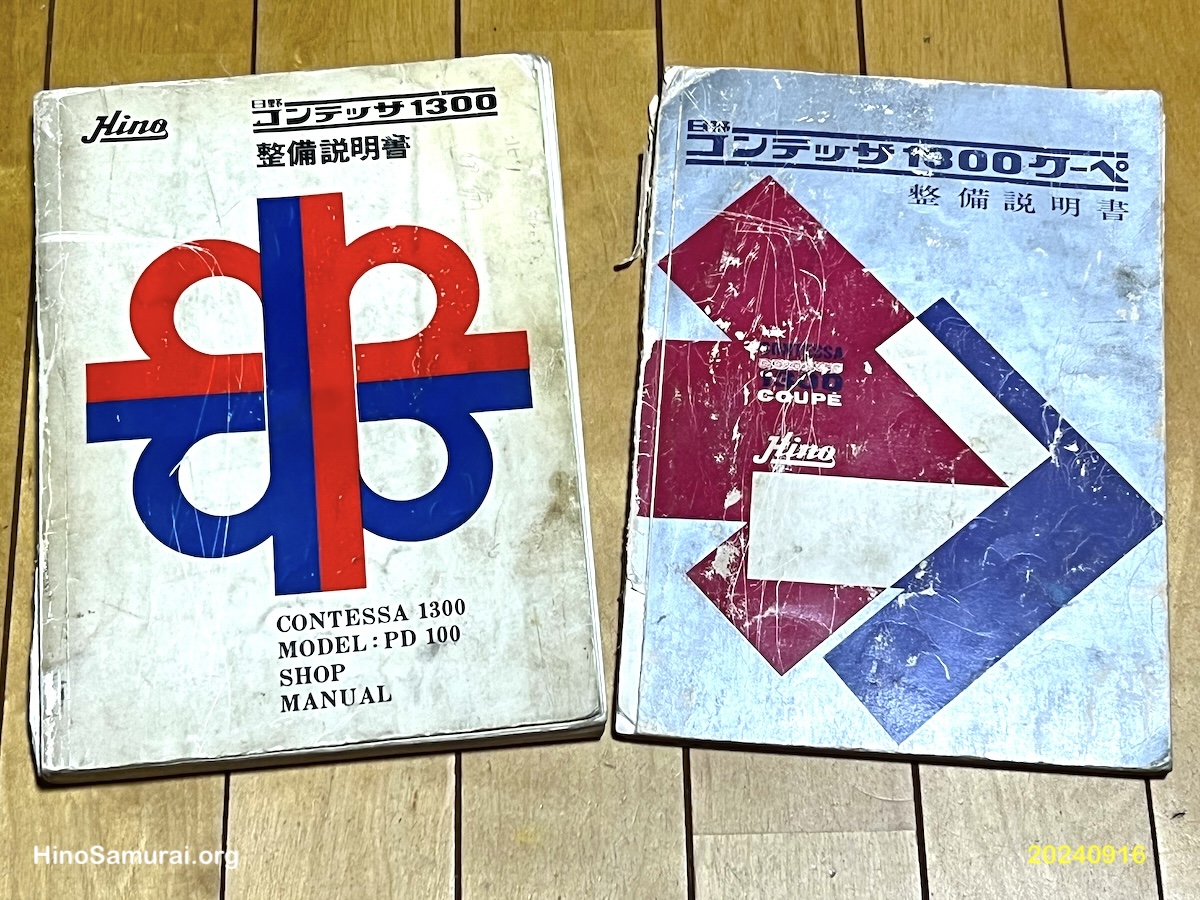 Hino
日野
コンテッサ1300
整備説明書
CONTESSA 1300
MODEL:PD 100
SHOP
MANUAL
日野
コンテッサ1300クーペ
整備説明書
CONTESSA
1300
COUPÉ
Hino
HinoSamurai.org
20240916